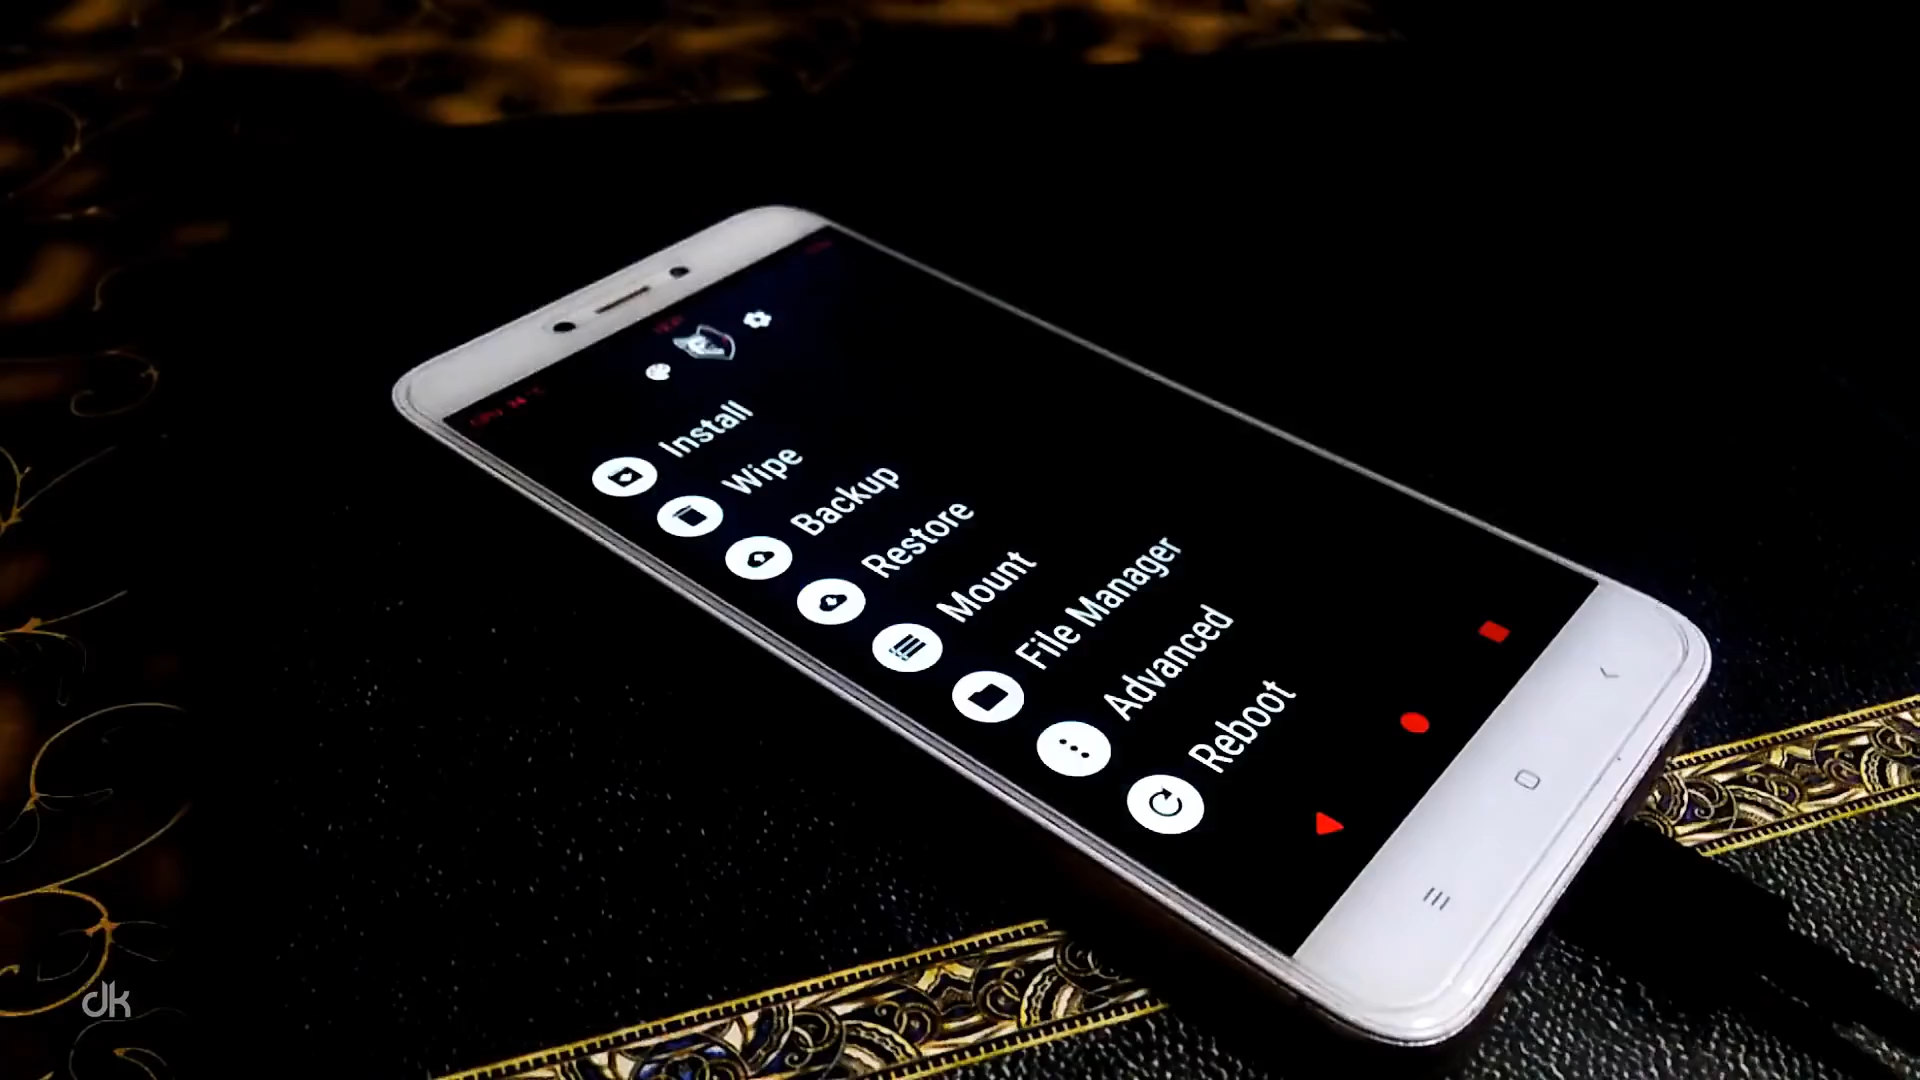 Install
Wipe
Backup
Restore
Mount
File Manager
Advanced
Reboot
dk